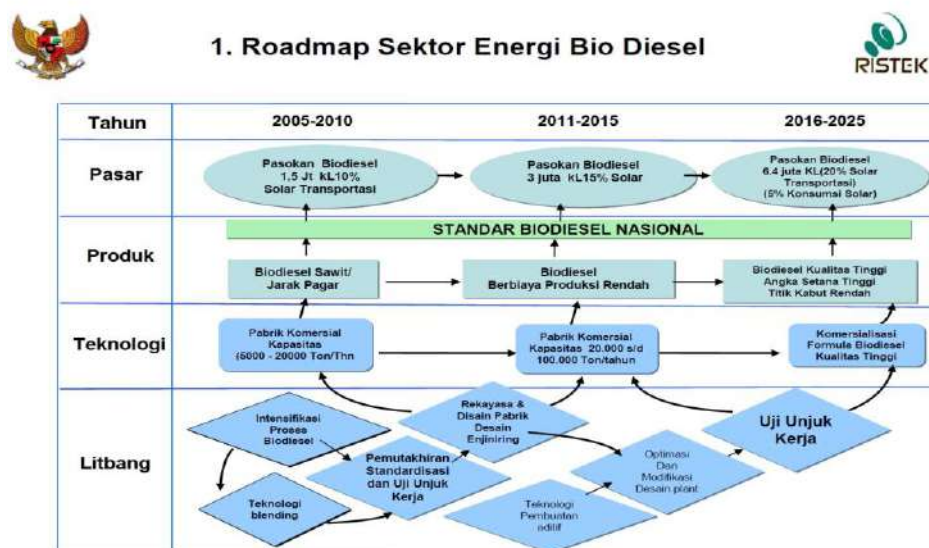 1. Roadmap Sektor Energi Bio Diesel
RISTEK
Tahun
2005-2010
2011-2015
2016-2025
Pasar
Pasokan Biodiesel
1,5 Jt kL10%
Solar Transportasi
Pasokan Biodiesel
3 juta kL15% Solar
Pasokan Biodiesel
6.4 juta KL(20% Solar
Transportasi)
(5% Konsumsi Solar)
STANDAR BIODIESEL NASIONAL
Produk
Biodiesel Sawit/
Jarak Pagar
Biodiesel
Berbiaya Produksi Rendah
Biodiesel Kualitas Tinggi
Angka Setana Tinggi
Titik Kabut Rendah
Teknologi
Pabrik Komersial
Kapasitas
(5000 - 20000 Ton/Thn
Pabrik Komersial
Kapasitas 20.000 s/d
100.000 Ton/tahun
Komersialisasi
Formula Biodiesel
Kualitas Tinggi
Litbang
Intensifikasi
Proses
Biodiesel
Rekayasa &
Disain Pabrik
Desain
Enjiniring
Uji Unjuk
Kerja
Pemutakhiran
Standardisasi
dan Uji Unjuk
Kerja
Optimasi
Dan
Modifikasi
Desain plant
Teknologi
blending
Teknologi
Pembuatan
aditif